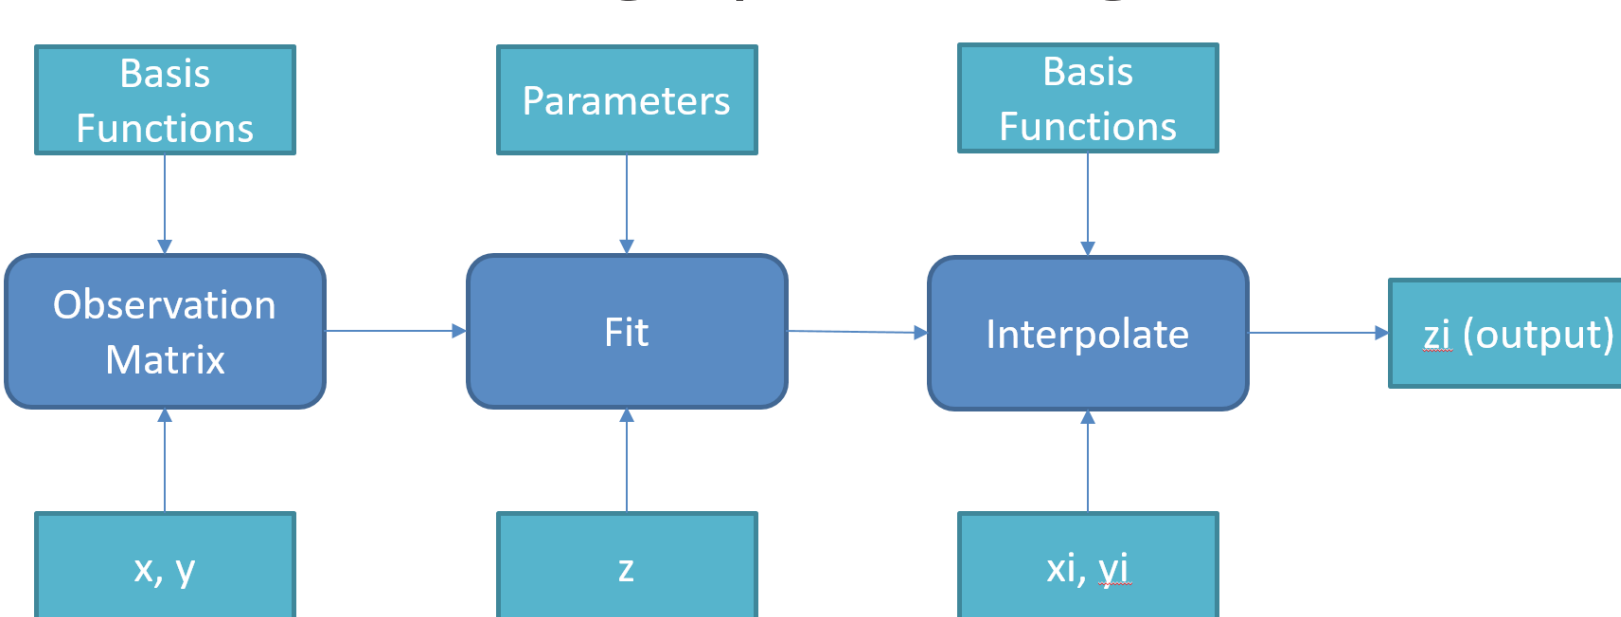 Basis
Functions
Parameters
Basis
Functions
Observation
Matrix
Fit
Interpolate
zi (output)
x, y
z
xi, yi